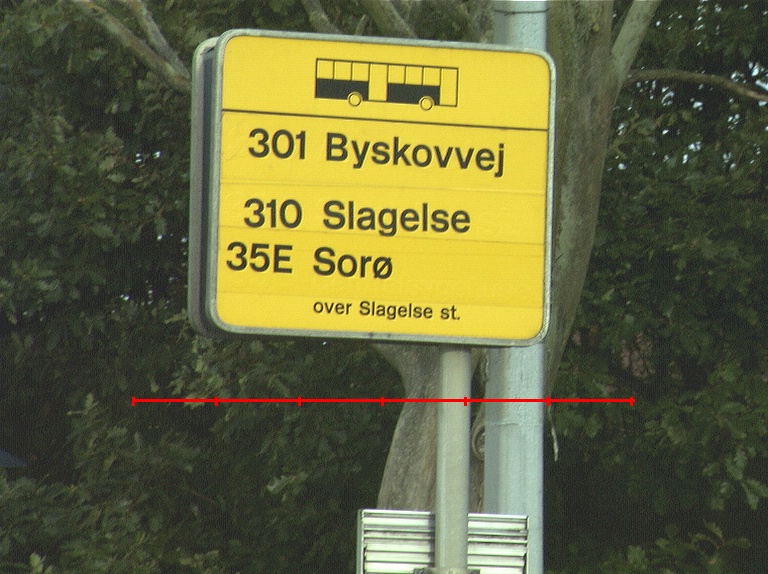 301 Byskovvej
310 Slagelse
35E Sorø
over Slagelse st.